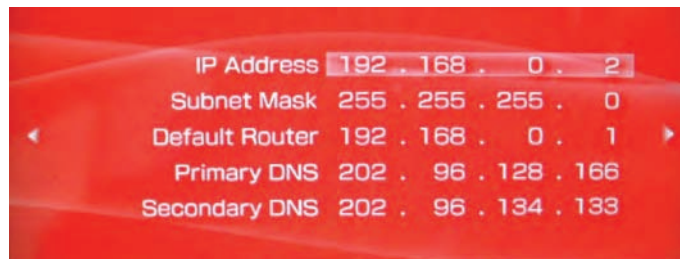 IP Address 192 . 168 . 0 . 2
Subnet Mask 255 . 255 . 255 . 0
Default Router 192 . 168 . 0 . 1
Primary DNS 202 . 96 . 128 . 166
Secondary DNS 202 . 96 . 134 . 133